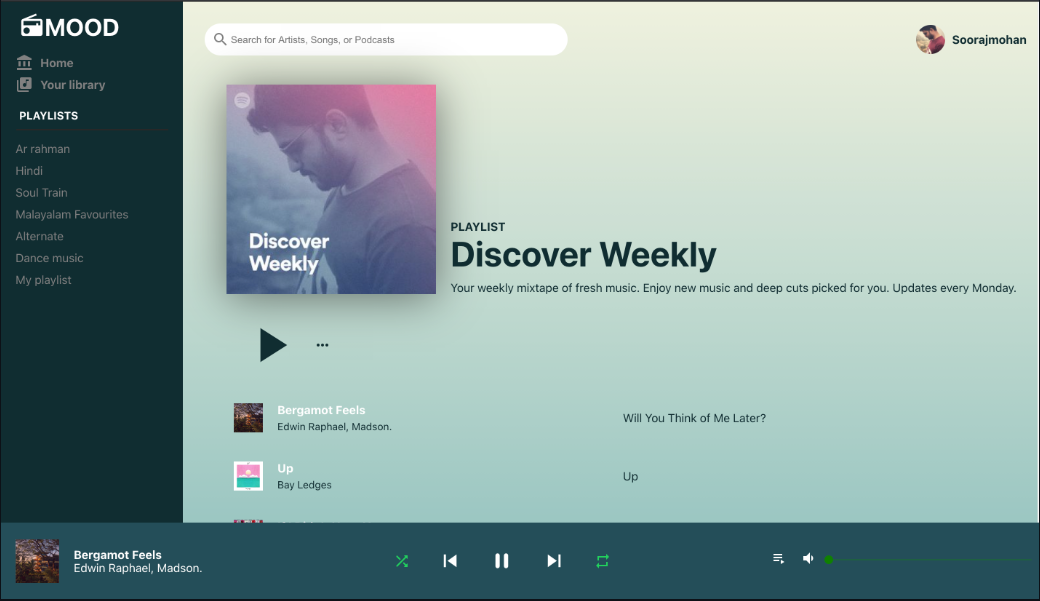 MOOD
Home
Your library
PLAYLISTS
Ar rahman
Hindi
Soul Train
Malayalam Favourites
Alternate
Dance music
My playlist
Search for Artists, Songs, or Podcasts
Soorajmohan
Discover
Weekly
PLAYLIST
Discover Weekly
Your weekly mixtape of fresh music. Enjoy new music and deep cuts picked for you. Updates every Monday.
Bergamot Feels
Edwin Raphael, Madson.
Will You Think of Me Later?
Up
Bay Ledges
Up
Bergamot Feels
Edwin Raphael, Madson.